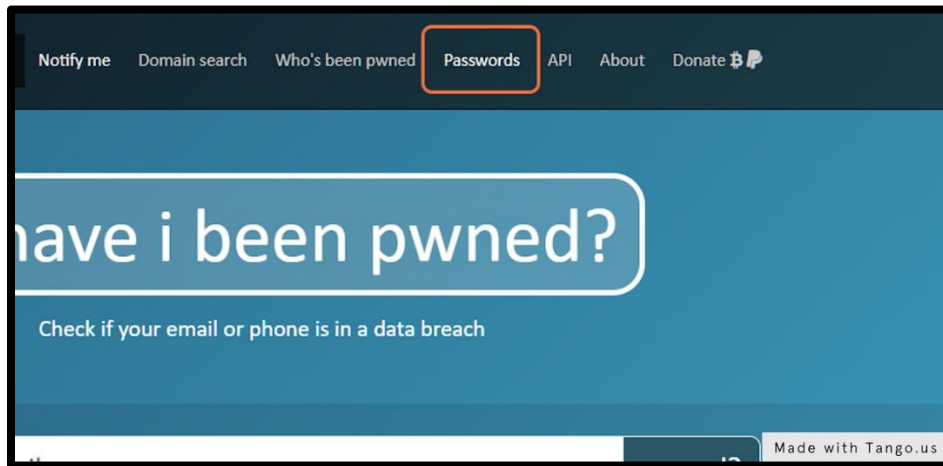 Notify me Domain search Who's been pwned Passwords API About Donate
have i been pwned?
Check if your email or phone is in a data breach
Made with Tango.us